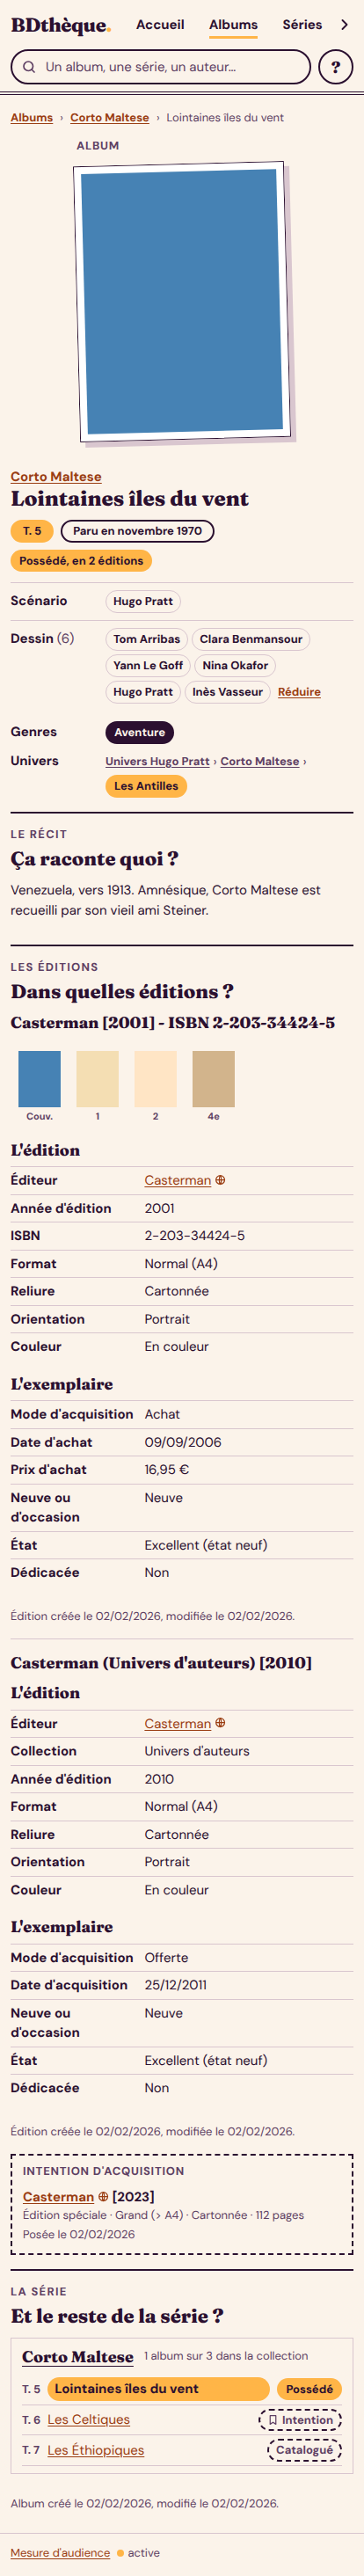 BDthèque.
Accueil
Albums
Séries
Un album, une série, un auteur...
?
Albums › Corto Maltese › Lointaines îles du vent
ALBUM
Corto Maltese
Lointaines îles du vent
T. 5
Paru en novembre 1970
Possédé, en 2 éditions
Scénario
Hugo Pratt
Dessin (6)
Tom Arribas
Clara Benmansour
Yann Le Goff
Nina Okafor
Hugo Pratt
Inès Vasseur
Réduire
Genres
Aventure
Univers
Univers Hugo Pratt › Corto Maltese ›
Les Antilles
LE RÉCIT
Ça raconte quoi ?
Venezuela, vers 1913. Amnésique, Corto Maltese est
recueilli par son vieil ami Steiner.
LES ÉDITIONS
Dans quelles éditions ?
Casterman [2001] - ISBN 2-203-34424-5
Couv.
1
2
4e
L'édition
Éditeur
Casterman
Année d'édition
2001
ISBN
2-203-34424-5
Format
Normal (A4)
Reliure
Cartonnée
Orientation
Portrait
Couleur
En couleur
L'exemplaire
Mode d'acquisition
Achat
Date d'achat
09/09/2006
Prix d'achat
16,95 €
Neuve ou
d'occasion
Neuve
État
Excellent (état neuf)
Dédicacée
Non
Édition créée le 02/02/2026, modifiée le 02/02/2026.
Casterman (Univers d'auteurs) [2010]
L'édition
Éditeur
Casterman
Collection
Univers d'auteurs
Année d'édition
2010
Format
Normal (A4)
Reliure
Cartonnée
Orientation
Portrait
Couleur
En couleur
L'exemplaire
Mode d'acquisition
Offerte
Date d'acquisition
25/12/2011
Neuve ou
d'occasion
Neuve
État
Excellent (état neuf)
Dédicacée
Non
Édition créée le 02/02/2026, modifiée le 02/02/2026.
INTENTION D'ACQUISITION
Casterman [2023]
Édition spéciale · Grand (> A4) · Cartonnée · 112 pages
Posée le 02/02/2026
LA SÉRIE
Et le reste de la série ?
Corto Maltese
1 album sur 3 dans la collection
T. 5
Lointaines îles du vent
Possédé
T. 6
Les Celtiques
Intention
T. 7
Les Éthiopiques
Catalogué
Album créé le 02/02/2026, modifié le 02/02/2026.
Mesure d'audience
active